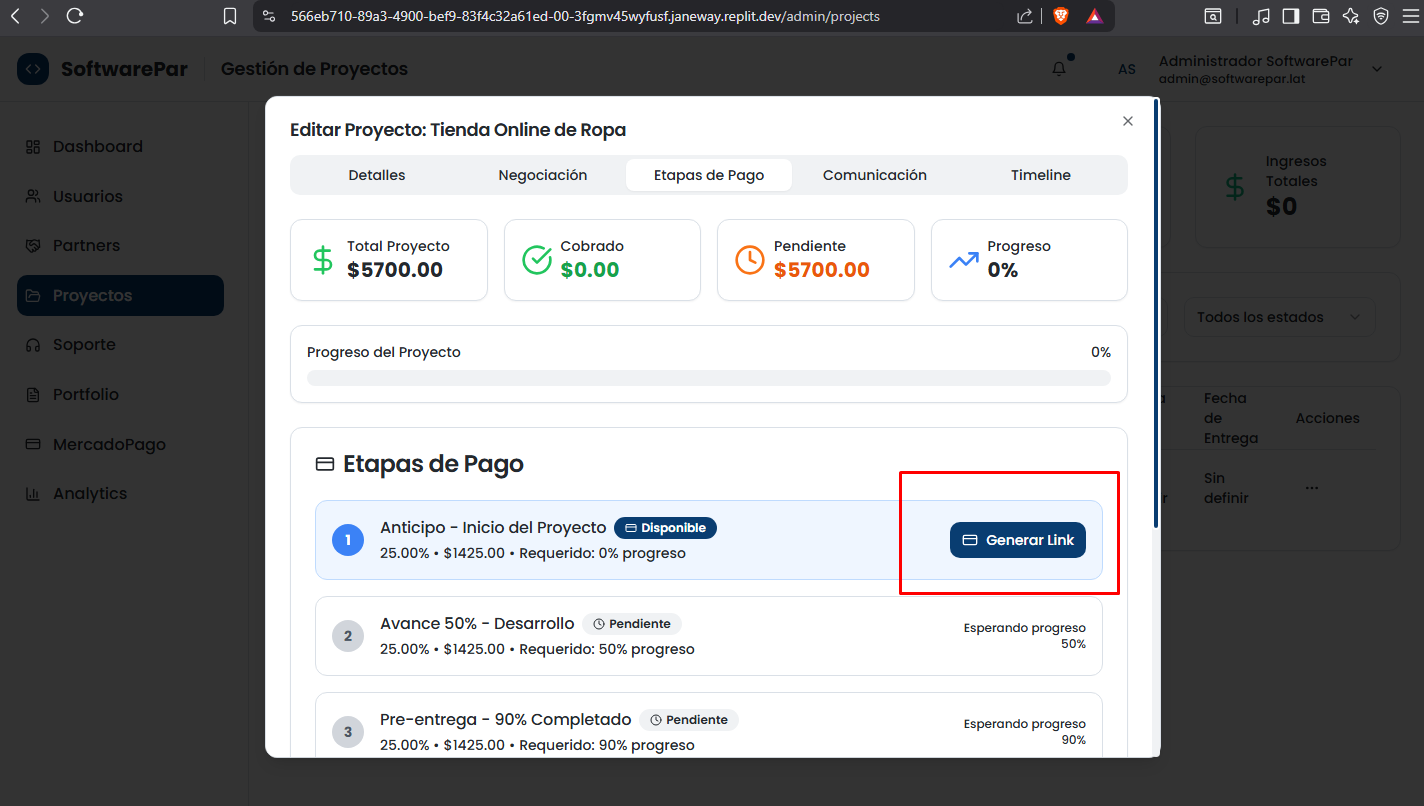 566eb710-89a3-4900-bef9-83f4c32a61ed-00-3fgmv45wyfusf.janeway.replit.dev/admin/projects
SoftwarePar
Gestión de Proyectos
AS
Administrador SoftwarePar
admin@softwarepar.lat
Dashboard
Usuarios
Partners
Proyectos
Soporte
Portfolio
MercadoPago
Analytics
Editar Proyecto: Tienda Online de Ropa
Detalles
Negociación
Etapas de Pago
Comunicación
Timeline
Total Proyecto
$5700.00
Cobrado
$0.00
Pendiente
$5700.00
Progreso
0%
Progreso del Proyecto
0%
Etapas de Pago
1
Anticipo - Inicio del Proyecto
Disponible
25.00% • $1425.00 • Requerido: 0% progreso
Generar Link
2
Avance 50% - Desarrollo
Pendiente
25.00% • $1425.00 • Requerido: 50% progreso
Esperando progreso
50%
3
Pre-entrega - 90% Completado
Pendiente
25.00% • $1425.00 • Requerido: 90% progreso
Esperando progreso
90%
Ingresos
Totales
$0
Todos los estados
Fecha
de
Entrega
Acciones
Sin
definir
...